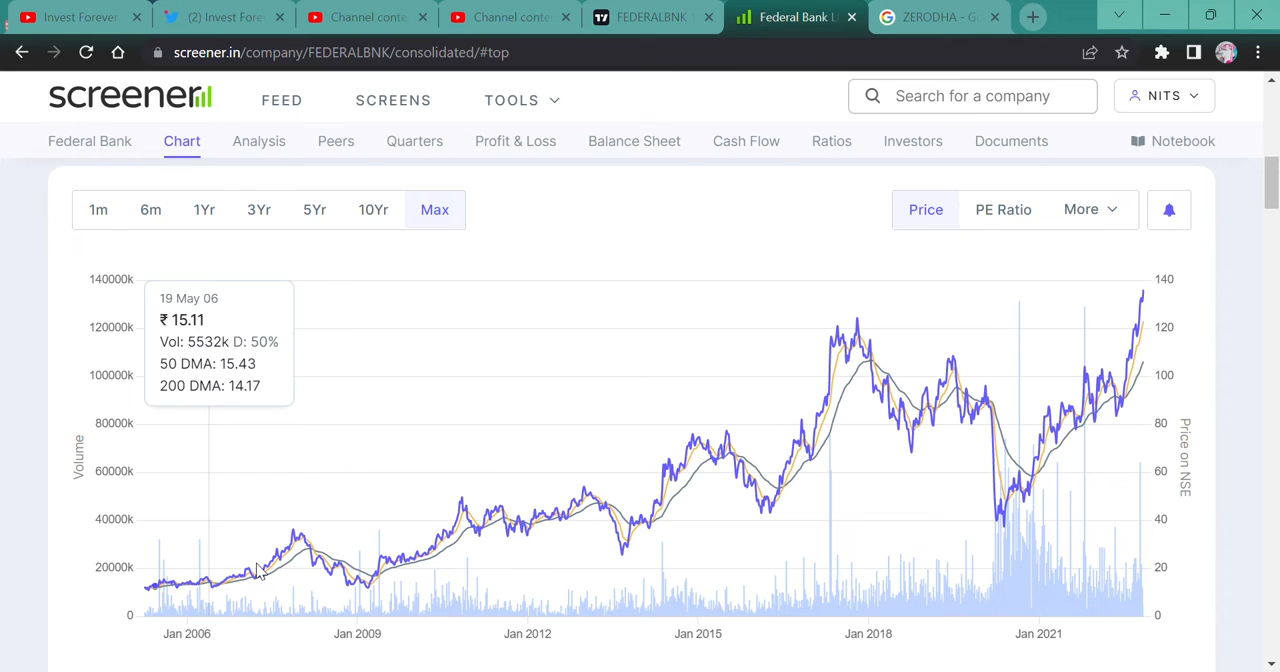 Invest Forever
(2) Invest Fore
Channel conte
Channel conte
FEDERALBNK 1
Federal Bank L
ZERODHA - G
screener.in/company/FEDERALBNK/consolidated/#top
screener
FEED
SCREENS
TOOLS
Search for a company
NITS
Federal Bank
Chart
Analysis
Peers
Quarters
Profit & Loss
Balance Sheet
Cash Flow
Ratios
Investors
Documents
Notebook
1m
6m
1Yr
3Yr
5Yr
10Yr
Max
Price
PE Ratio
More
140000k
120000k
100000k
80000k
60000k
40000k
20000k
0
Volume
19 May 06
₹ 15.11
Vol: 5532k D: 50%
50 DMA: 15.43
200 DMA: 14.17
140
120
100
80
60
40
20
0
Price on NSE
Jan 2006
Jan 2009
Jan 2012
Jan 2015
Jan 2018
Jan 2021